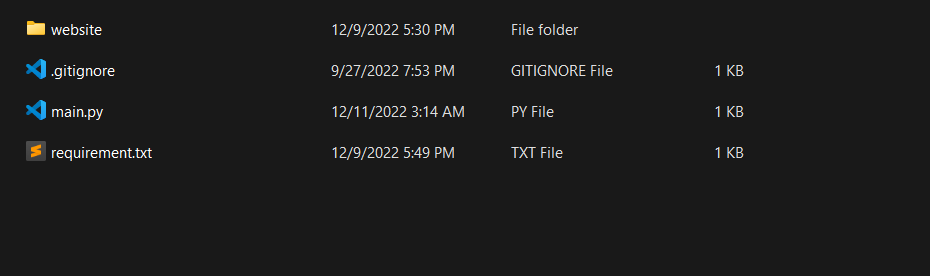 website 12/9/2022 5:30 PM File folder
.gitignore 9/27/2022 7:53 PM GITIGNORE File 1 KB
main.py 12/11/2022 3:14 AM PY File 1 KB
requirement.txt 12/9/2022 5:49 PM TXT File 1 KB